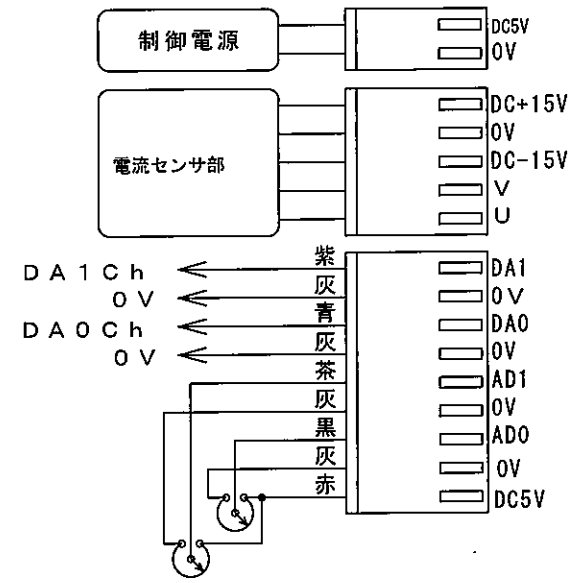 制御電源
DC5V
0V
電流センサ部
DC+15V
0V
DC-15V
V
U
DA1Ch
紫
DA1
0V
灰
0V
DA0Ch
青
DA0
0V
灰
0V
茶
AD1
灰
0V
黒
AD0
灰
0V
赤
DC5V